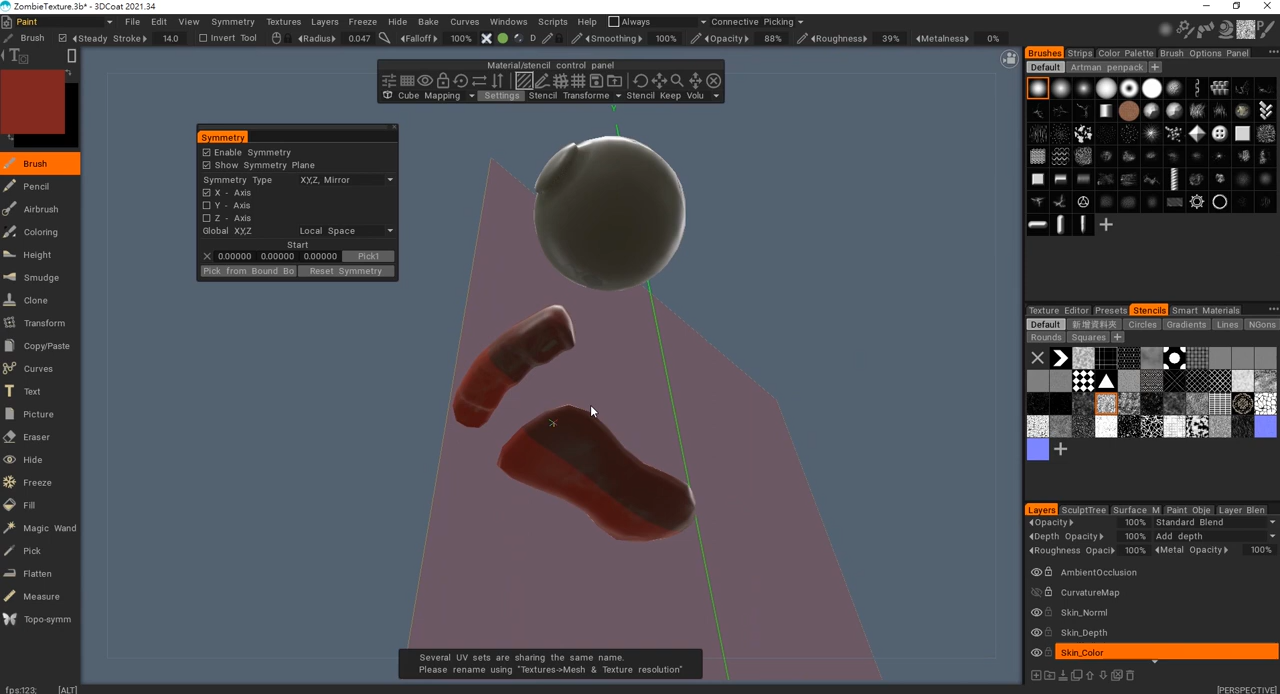 ZombieTexture.3b* - 3DCoat 2021.34
Paint File Edit View Symmetry Textures Layers Freeze Hide Bake Curves Windows Scripts Help Always Connective Picking
Brush Steady Stroke 14.0 Invert Tool Radius 0.047 Falloff 100% D Smoothing 100% Opacity 88% Roughness 39% Metalness 0%
Material/stencil control panel
Cube Mapping Settings Stencil Transforme Stencil Keep Volu
Symmetry
Enable Symmetry
Show Symmetry Plane
Symmetry Type X,Y,Z, Mirror
X - Axis
Y - Axis
Z - Axis
Global X,Y,Z Local Space
Start
0.00000 0.00000 0.00000 Pick1
Pick from Bound Bo Reset Symmetry
Y
Brush
Pencil
Airbrush
Coloring
Height
Smudge
Clone
Transform
Copy/Paste
Curves
Text
Picture
Eraser
Hide
Freeze
Fill
Magic Wand
Pick
Flatten
Measure
Topo-symm
fps:123; [ALT]
Several UV sets are sharing the same name.
Please rename using "Textures->Mesh & Texture resolution"
[PERSPECTIVE]
Brushes Strips Color Palette Brush Options Panel
Default Artman penpack
Texture Editor Presets Stencils Smart Materials
Default 新增資料夾 Circles Gradients Lines NGons
Rounds Squares
Layers SculptTree Surface M Paint Obje Layer Blen
Opacity 100% Standard Blend
Depth Opacity 100% Add depth
Roughness Opaci 100% Metal Opacity 100%
AmbientOcclusion
CurvatureMap
Skin_Norml
Skin_Depth
Skin_Color